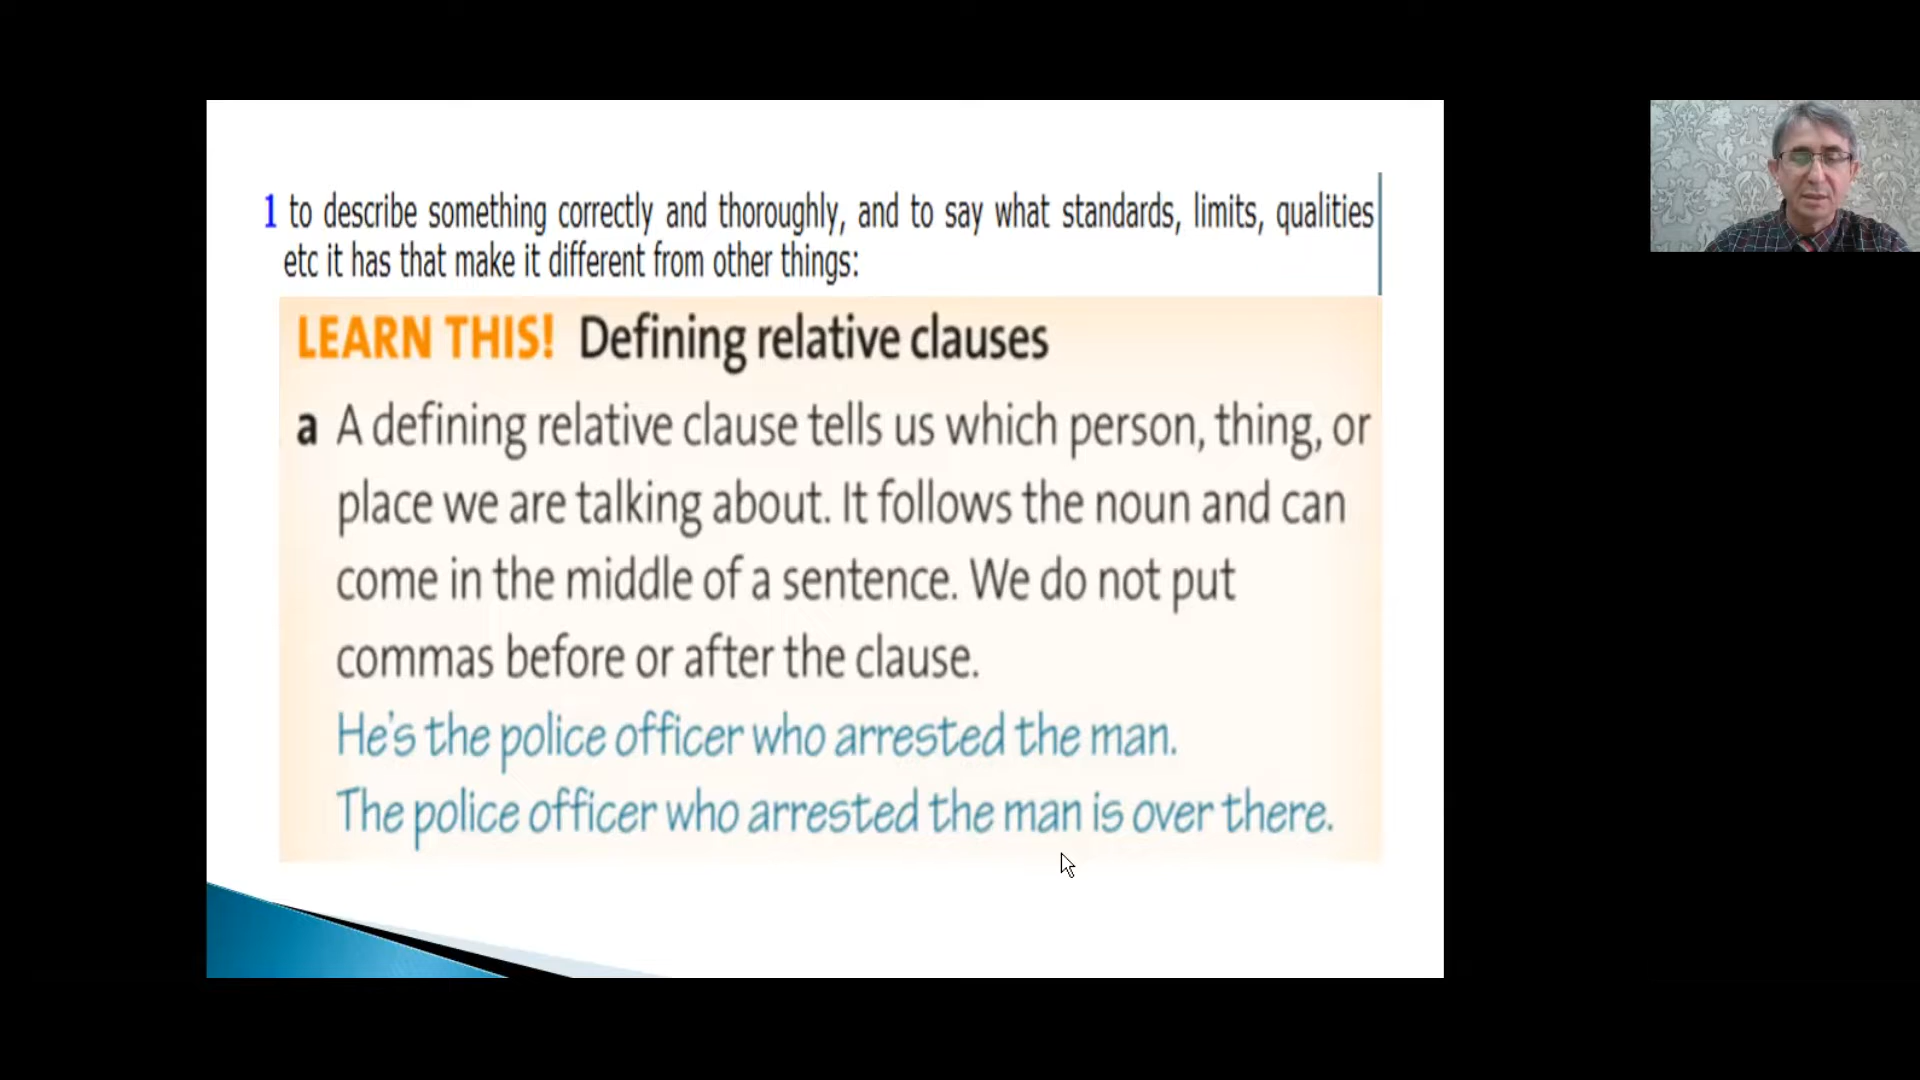 1 to describe something correctly and thoroughly, and to say what standards, limits, qualities
etc it has that make it different from other things:
LEARN THIS! Defining relative clauses
a A defining relative clause tells us which person, thing, or
place we are talking about. It follows the noun and can
come in the middle of a sentence. We do not put
commas before or after the clause.
He's the police officer who arrested the man.
The police officer who arrested the man is over there.